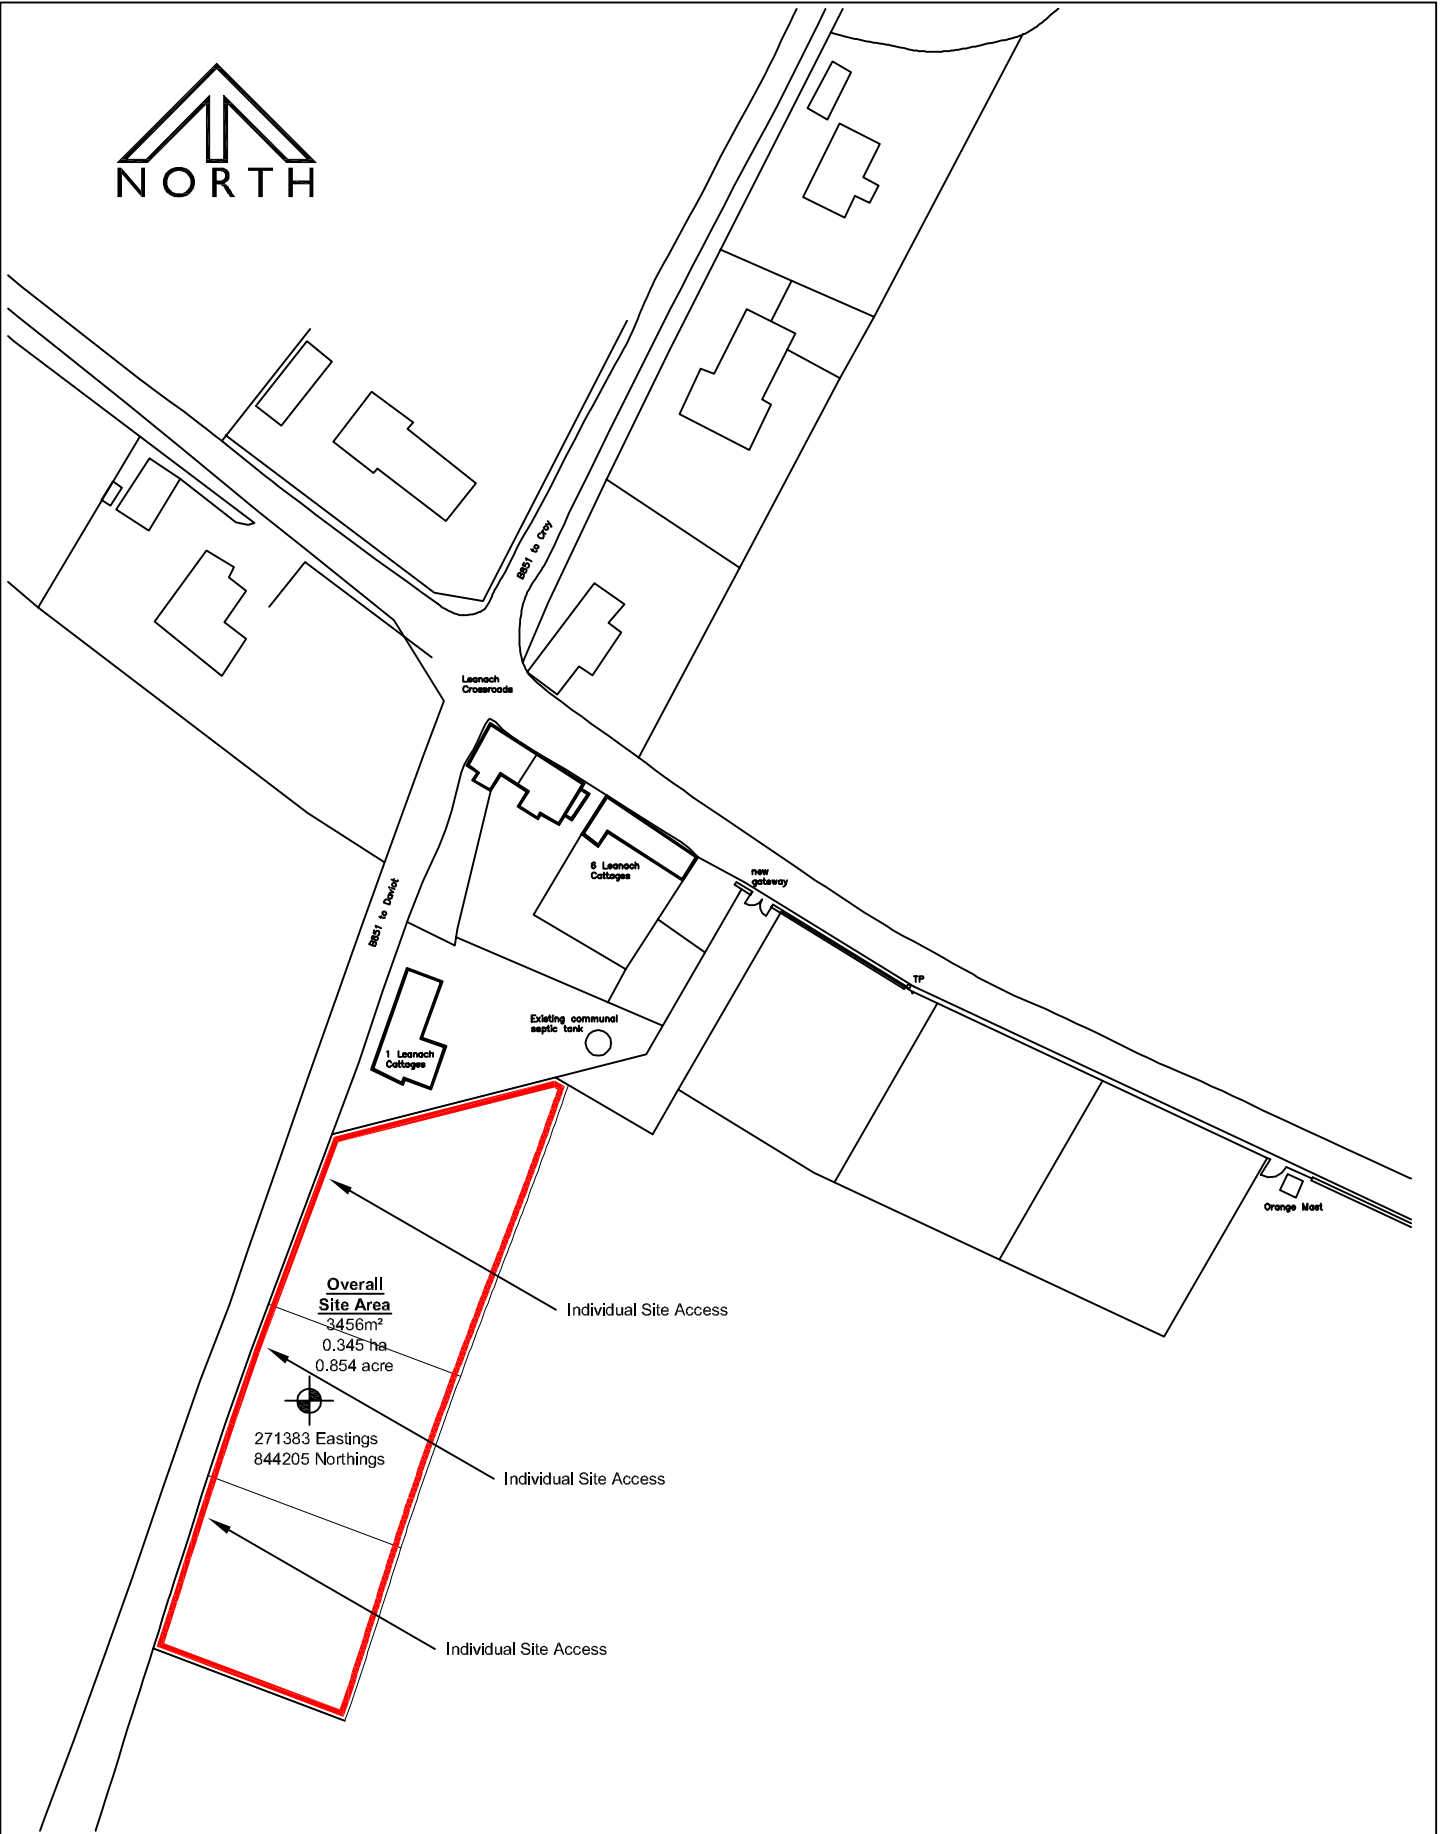 NORTH
B851 to Croy
Leanach
Crossroads
6 Leanach
Cottages
new
gateway
B851 to Daviot
TP
Existing communal
septic tank
1 Leanach
Cottages
Orange Mast
Overall
Site Area
3456m²
0.345 ha
0.854 acre
Individual Site Access
271383 Eastings
844205 Northings
Individual Site Access
Individual Site Access